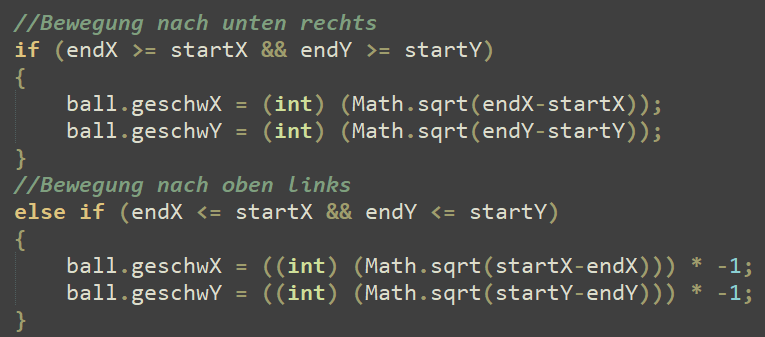 //Bewegung nach unten rechts
if (endX >= startX && endY >= startY)
{
    ball.geschwX = (int) (Math.sqrt(endX-startX));
    ball.geschwY = (int) (Math.sqrt(endY-startY));
}
//Bewegung nach oben links
else if (endX <= startX && endY <= startY)
{
    ball.geschwX = ((int) (Math.sqrt(startX-endX))) * -1;
    ball.geschwY = ((int) (Math.sqrt(startY-endY))) * -1;
}